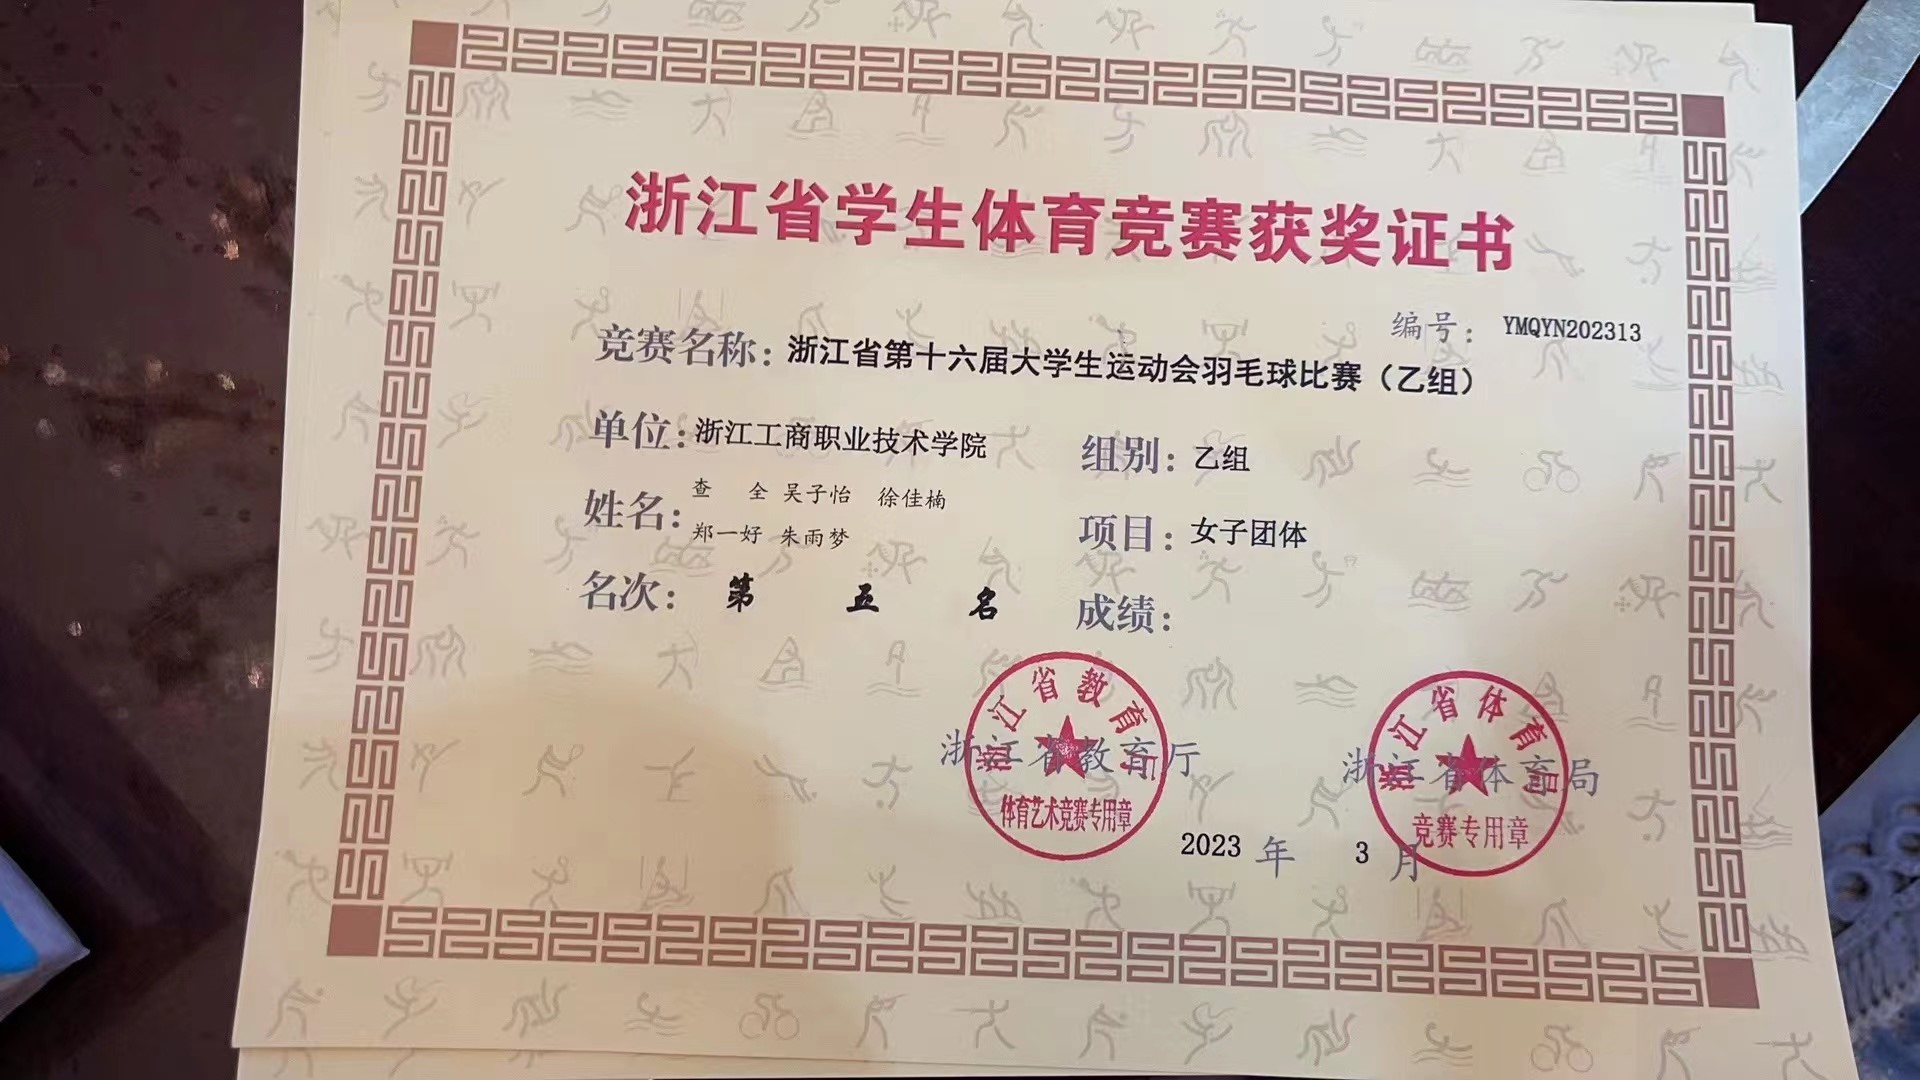 浙江省学生体育竞赛获奖证书
编号: YMQYN202313
竞赛名称: 浙江省第十六届大学生运动会羽毛球比赛（乙组）
单位: 浙江工商职业技术学院 组别: 乙组
姓名: 查 全 吴子怡 徐佳楠
郑一好 朱雨梦
项目: 女子团体
名次: 第 五 名 成绩:
浙江省教育厅
浙江省教育厅
体育艺术竞赛专用章
浙江省体育局
浙江省体育局
竞赛专用章
2023 年 3 月